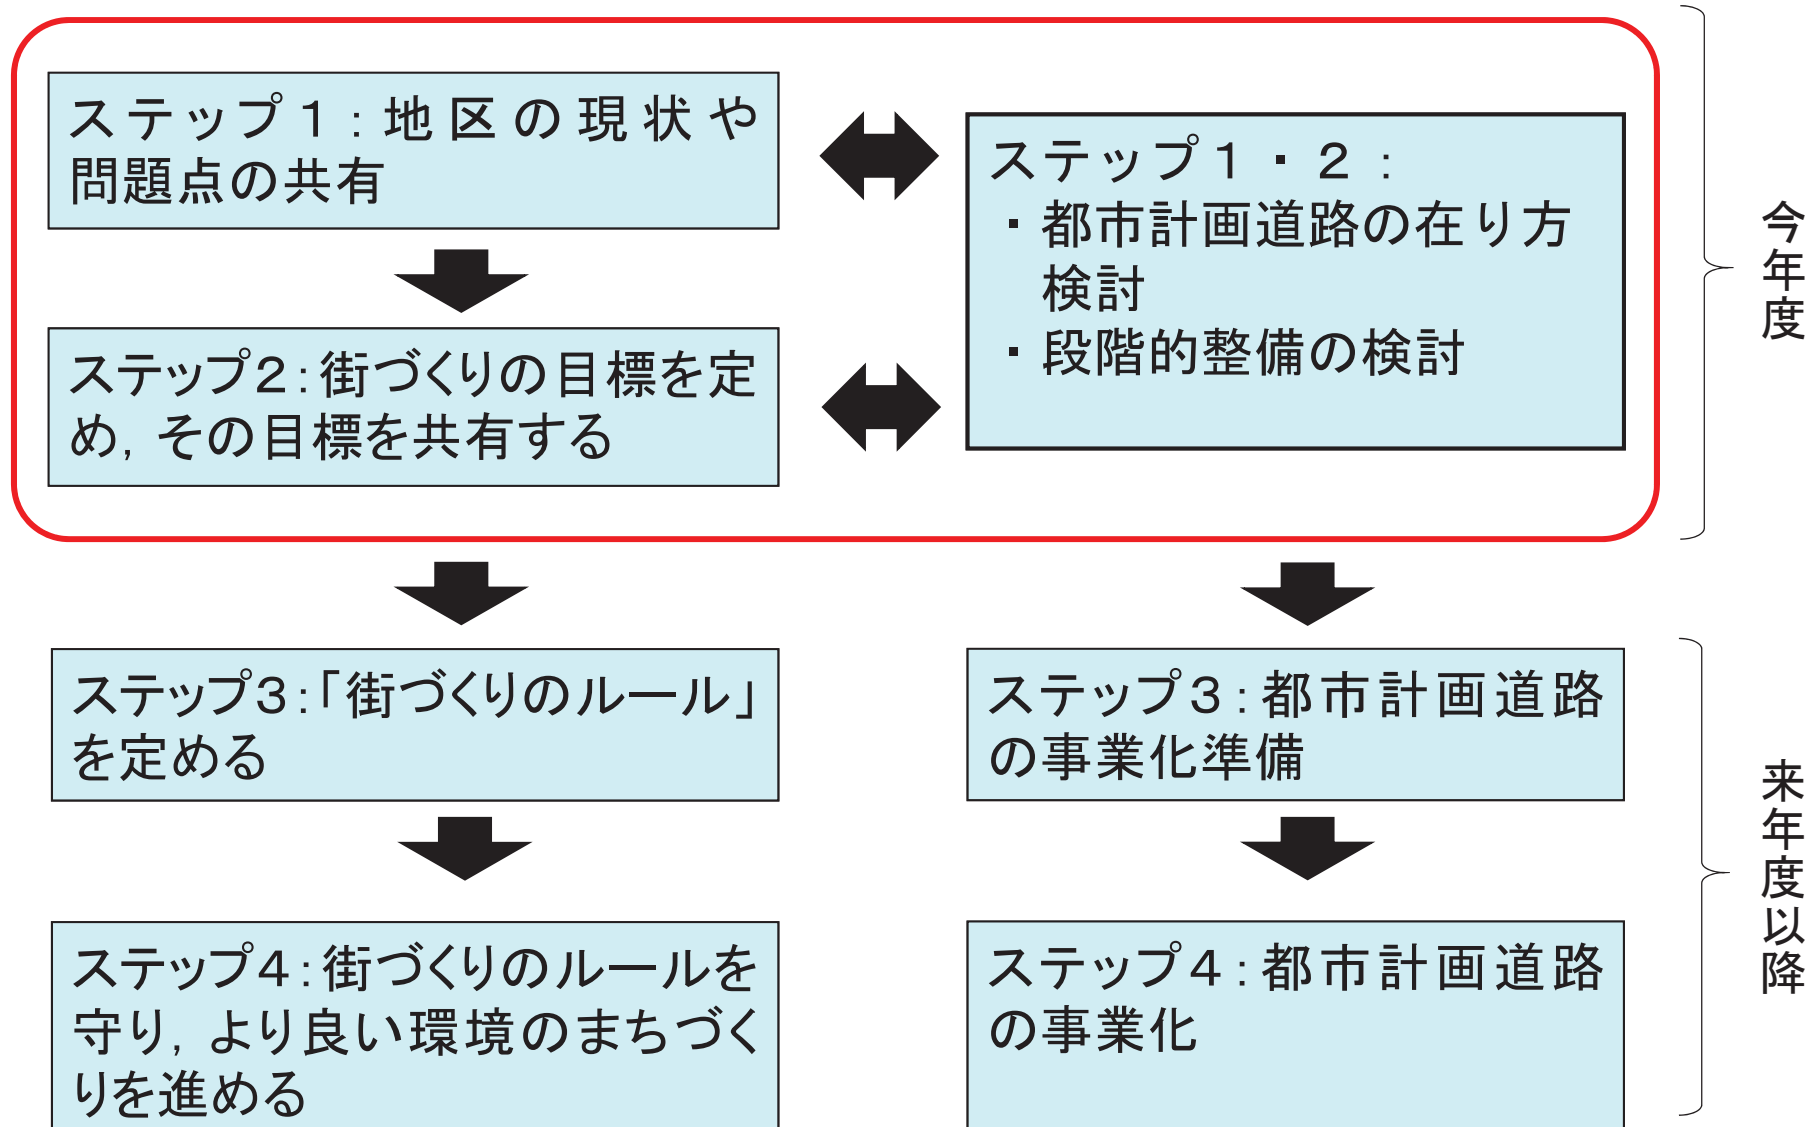 ステップ１：地区の現状や
問題点の共有
ステップ２：街づくりの目標を定
め，その目標を共有する
ステップ１・２：
・都市計画道路の在り方
検討
・段階的整備の検討
今年度
ステップ３：「街づくりのルール」
を定める
ステップ３：都市計画道路
の事業化準備
ステップ４：街づくりのルールを
守り，より良い環境のまちづく
りを進める
ステップ４：都市計画道路
の事業化
来年度以降